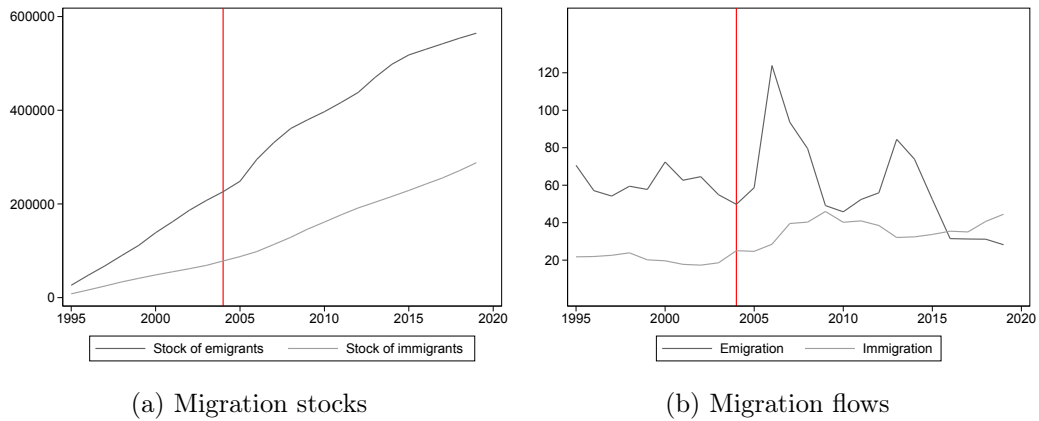 600000
400000
200000
0
1995 2000 2005 2010 2015 2020
Stock of emigrants Stock of immigrants
(a) Migration stocks
120
100
80
60
40
20
1995 2000 2005 2010 2015 2020
Emigration Immigration
(b) Migration flows